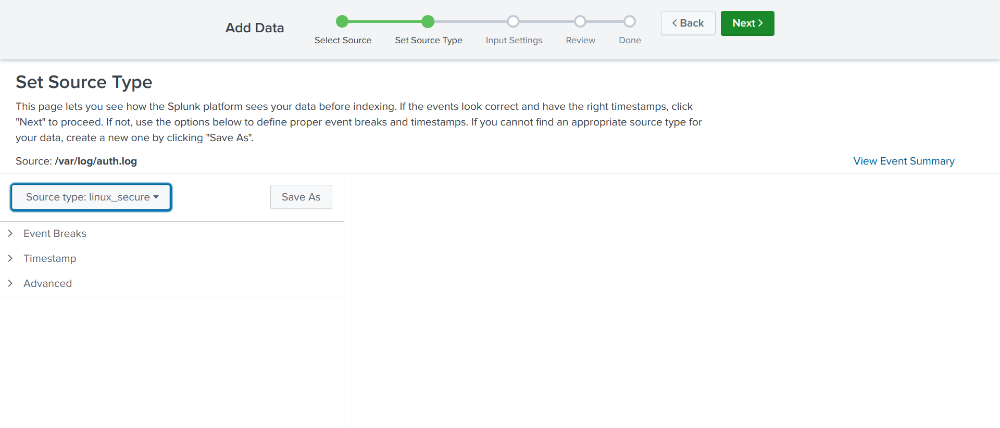 Add Data
Select Source
Set Source Type
Input Settings
Review
Done
Back
Next
Set Source Type
This page lets you see how the Splunk platform sees your data before indexing. If the events look correct and have the right timestamps, click
"Next" to proceed. If not, use the options below to define proper event breaks and timestamps. If you cannot find an appropriate source type for
your data, create a new one by clicking "Save As".
Source: /var/log/auth.log
View Event Summary
Source type: linux_secure
Save As
Event Breaks
Timestamp
Advanced